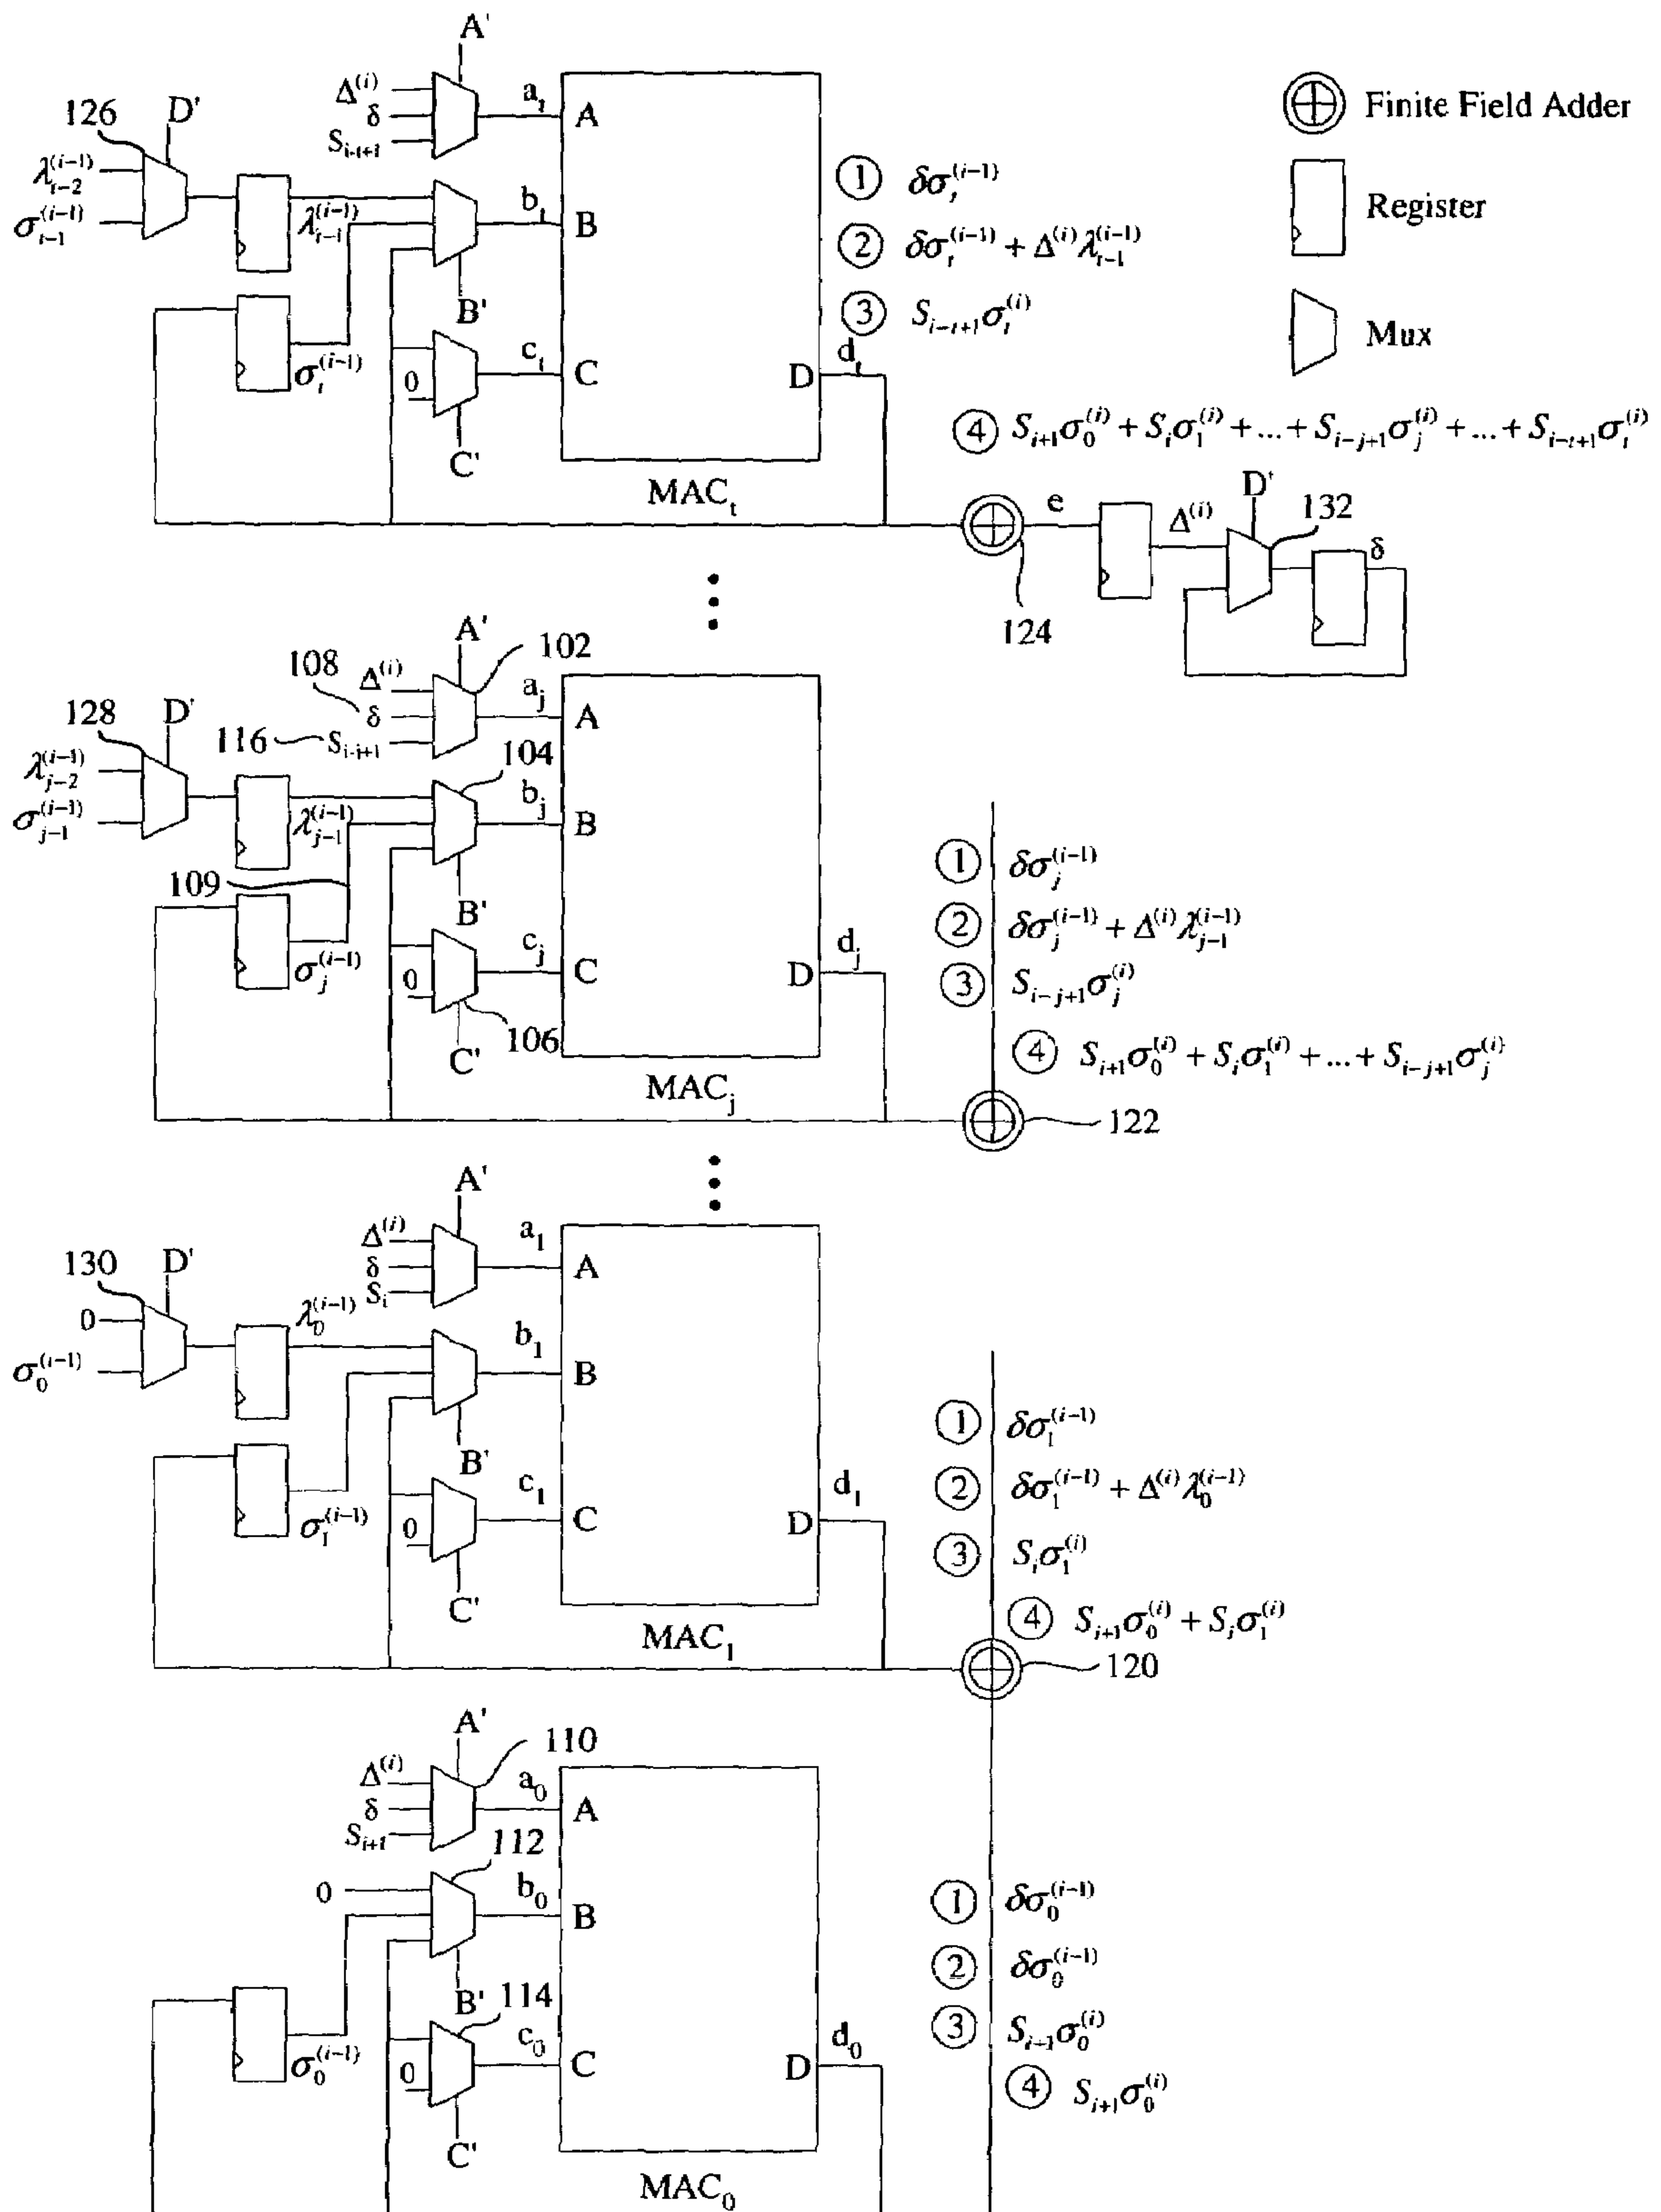 A'
Δ⁽ⁱ⁾
δ
S_{i-t+1}
a_t
A
126
D'
λ_{t-2}^{(i-1)}
σ_{t-1}^{(i-1)}
λ_{t-1}^{(i-1)}
b_t
B
B'
σ_t^{(i-1)}
0
c_t
C
C'
D
d_t
MAC_t
① δσ_t^{(i-1)}
② δσ_t^{(i-1)} + Δ^{(i)}λ_{t-1}^{(i-1)}
③ S_{i-t+1}σ_t^{(i)}
④ S_{i+1}σ_0^{(i)} + S_iσ_1^{(i)} + ... + S_{i-j+1}σ_j^{(i)} + ... + S_{i-t+1}σ_t^{(i)}
Finite Field Adder
Register
Mux
e
124
Δ^{(i)}
D'
132
δ
A'
102
108
Δ^{(i)}
δ
116
S_{i-j+1}
a_j
A
128
D'
λ_{j-2}^{(i-1)}
σ_{j-1}^{(i-1)}
λ_{j-1}^{(i-1)}
104
b_j
B
109
B'
σ_j^{(i-1)}
0
c_j
C
106
C'
D
d_j
MAC_j
① δσ_j^{(i-1)}
② δσ_j^{(i-1)} + Δ^{(i)}λ_{j-1}^{(i-1)}
③ S_{i-j+1}σ_j^{(i)}
④ S_{i+1}σ_0^{(i)} + S_iσ_1^{(i)} + ... + S_{i-j+1}σ_j^{(i)}
122
A'
Δ^{(i)}
δ
S_i
a_1
A
130
D'
0
σ_0^{(i-1)}
λ_0^{(i-1)}
b_1
B
B'
σ_1^{(i-1)}
0
c_1
C
C'
D
d_1
MAC_1
① δσ_1^{(i-1)}
② δσ_1^{(i-1)} + Δ^{(i)}λ_0^{(i-1)}
③ S_iσ_1^{(i)}
④ S_{i+1}σ_0^{(i)} + S_iσ_1^{(i)}
120
A'
110
Δ^{(i)}
δ
S_{i+1}
a_0
A
112
0
b_0
B
B'
114
σ_0^{(i-1)}
0
c_0
C
C'
D
d_0
MAC_0
① δσ_0^{(i-1)}
② δσ_0^{(i-1)}
③ S_{i+1}σ_0^{(i)}
④ S_{i+1}σ_0^{(i)}